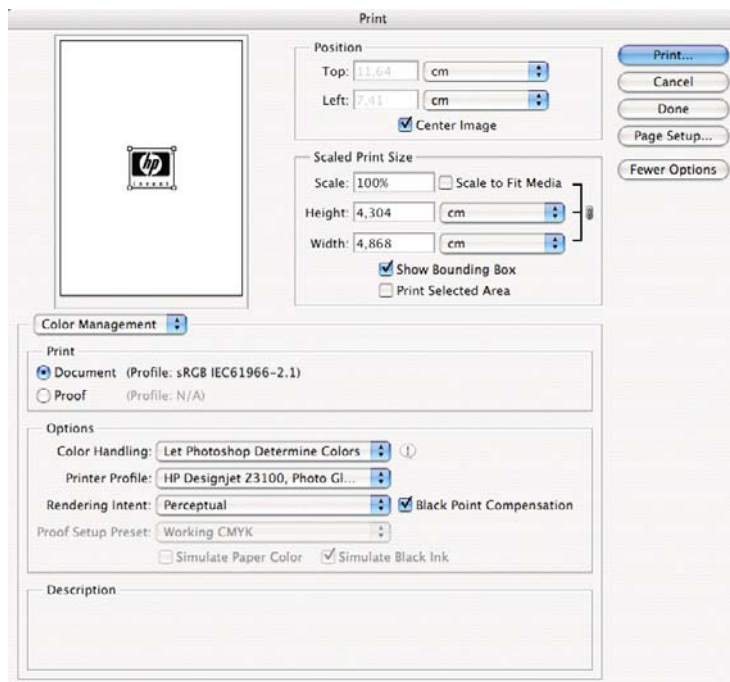 Print
hp
invent
Position
Top: 11,64 cm
Left: 7.41 cm
Center Image
Scaled Print Size
Scale: 100% Scale to Fit Media
Height: 4,304 cm
Width: 4,868 cm
Show Bounding Box
Print Selected Area
Print...
Cancel
Done
Page Setup...
Fewer Options
Color Management
Print
Document (Profile: sRGB IEC61966-2.1)
Proof (Profile: N/A)
Options
Color Handling: Let Photoshop Determine Colors
Printer Profile: HP Designjet Z3100, Photo Gl...
Rendering Intent: Perceptual Black Point Compensation
Proof Setup Preset: Working CMYK
Simulate Paper Color Simulate Black Ink
Description